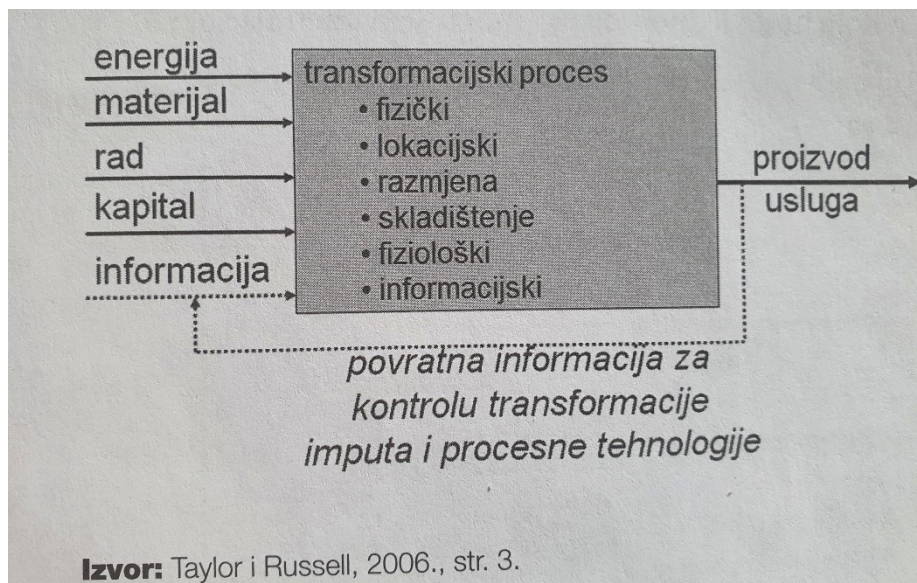 energija
materijal
rad
kapital
informacija
transformacijski proces
• fizički
• lokacijski
• razmjena
• skladištenje
• fiziološki
• informacijski
proizvod
usluga
povratna informacija za
kontrolu transformacije
imputa i procesne tehnologije
Izvor: Taylor i Russell, 2006., str. 3.